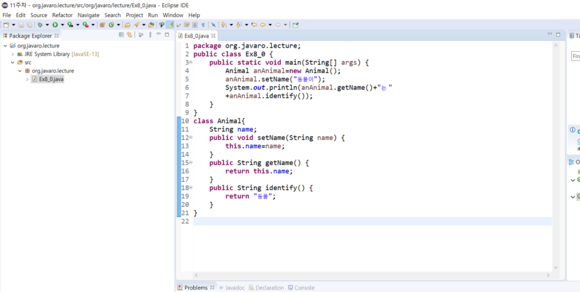 11주차 - org.javaro.lecture/src/org/javaro/lecture/Ex8_0.java - Eclipse IDE
File Edit Source Refactor Navigate Search Project Run Window Help
Package Explorer
org.javaro.lecture
JRE System Library [JavaSE-13]
src
org.javaro.lecture
Ex8_0.java
Ex8_0.java
1 package org.javaro.lecture;
2 public class Ex8_0 {
3 public static void main(String[] args) {
4 Animal anAnimal=new Animal();
5 anAnimal.setName("동물이");
6 System.out.println(anAnimal.getName()+"는 "
7 +anAnimal.identify());
8 }
9 }
10 class Animal{
11 String name;
12 public void setName(String name) {
13 this.name=name;
14 }
15 public String getName() {
16 return this.name;
17 }
18 public String identify() {
19 return "동물";
20 }
21 }
22
Problems Javadoc Declaration Console